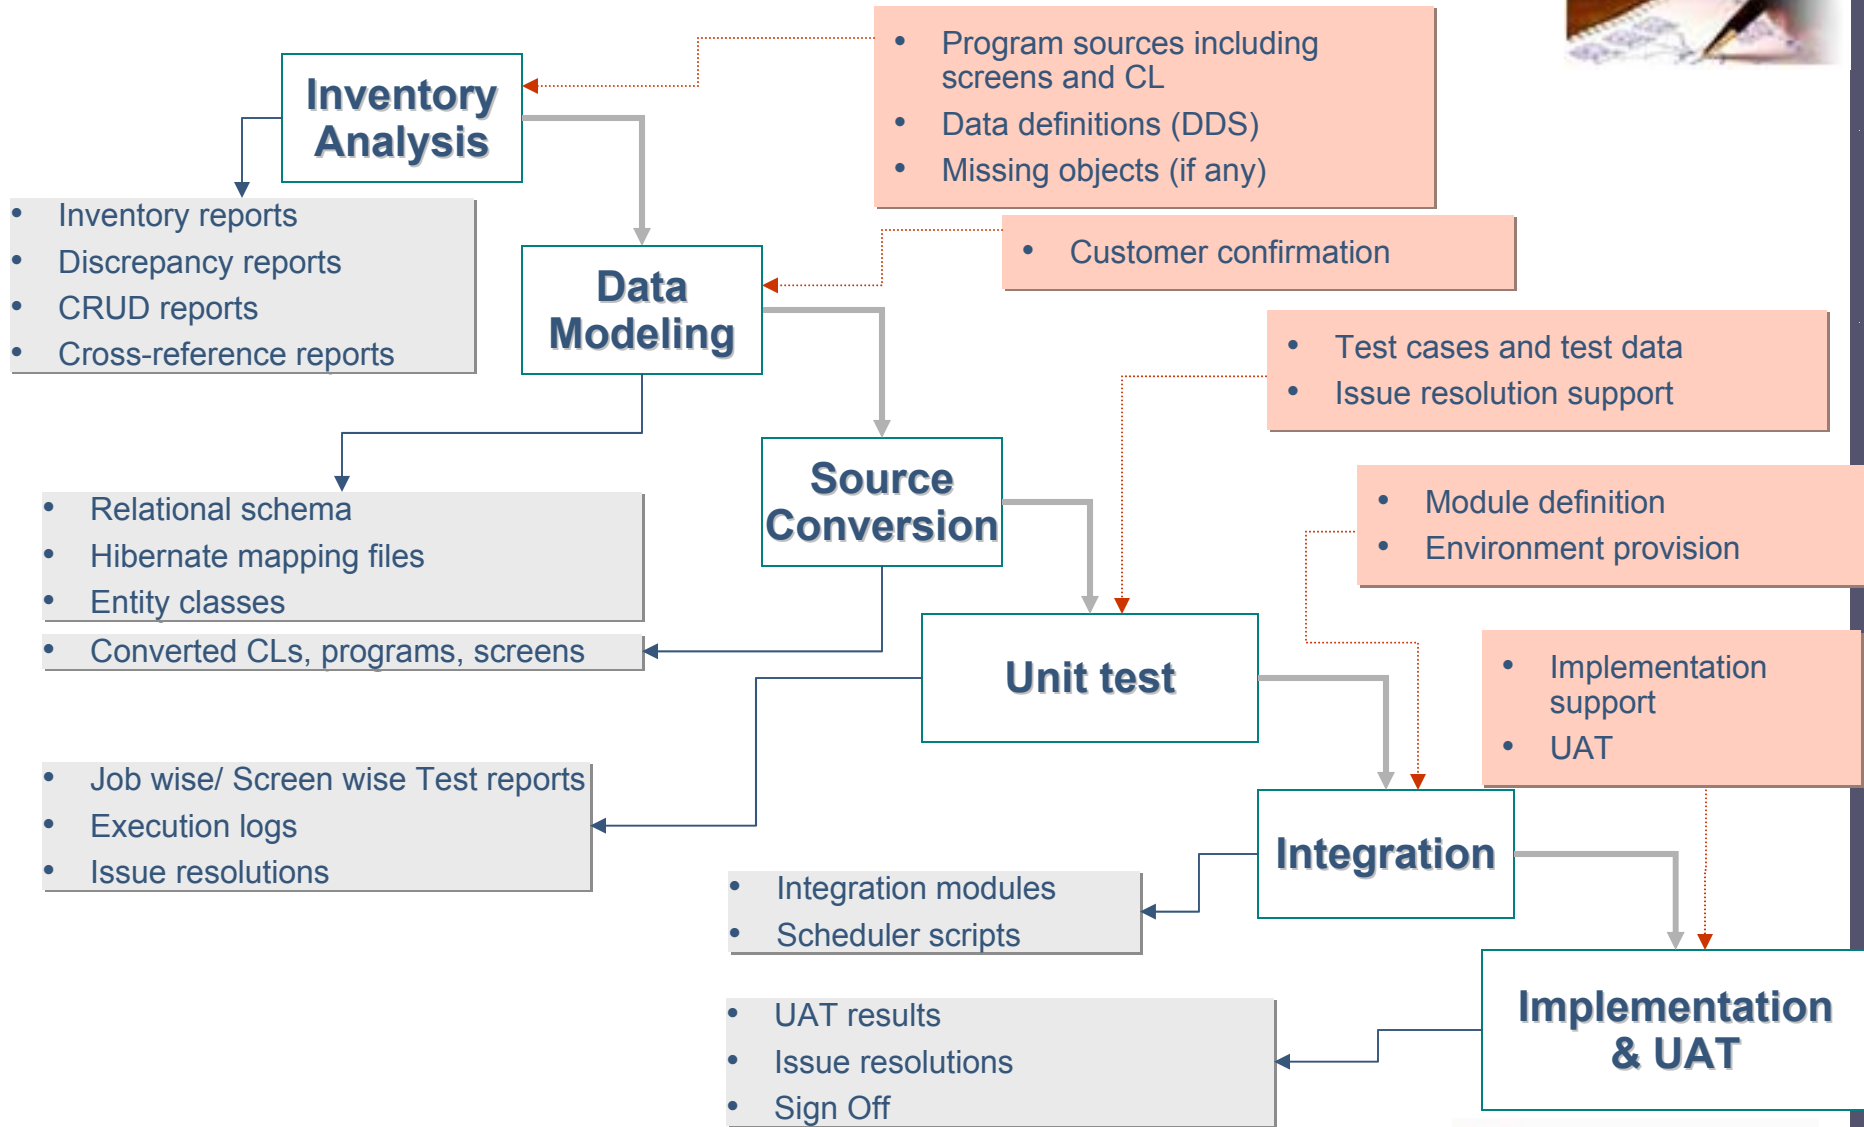 Inventory
Analysis
• Program sources including
screens and CL
• Data definitions (DDS)
• Missing objects (if any)
• Inventory reports
• Discrepancy reports
• CRUD reports
• Cross-reference reports
Data
Modeling
• Customer confirmation
• Relational schema
• Hibernate mapping files
• Entity classes
Source
Conversion
• Converted CLs, programs, screens
• Test cases and test data
• Issue resolution support
Unit test
• Job wise/ Screen wise Test reports
• Execution logs
• Issue resolutions
• Module definition
• Environment provision
Integration
• Integration modules
• Scheduler scripts
• Implementation
support
• UAT
Implementation
& UAT
• UAT results
• Issue resolutions
• Sign Off